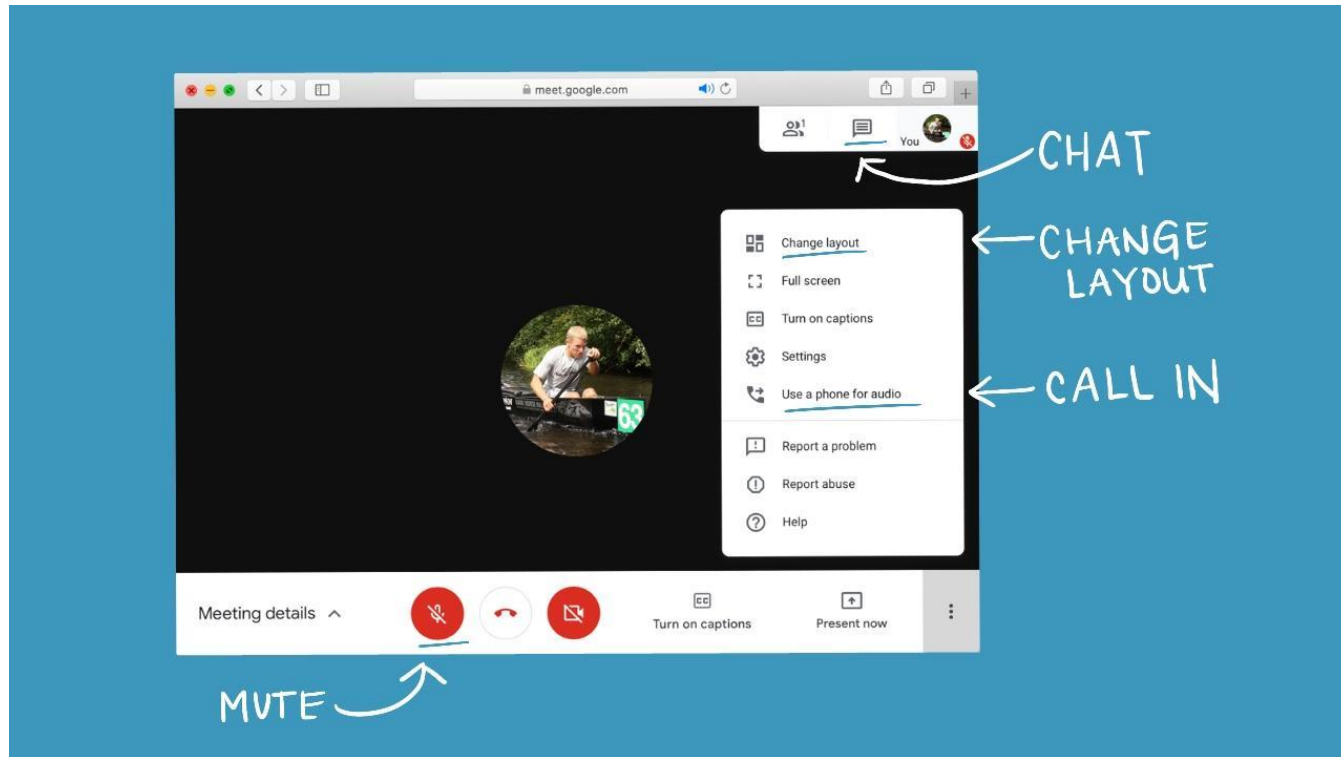 meet.google.com
1
You
CHAT
Change layout
CHANGE
LAYOUT
Full screen
Turn on captions
Settings
Use a phone for audio
CALL IN
Report a problem
Report abuse
Help
63
Meeting details
Turn on captions
Present now
MUTE